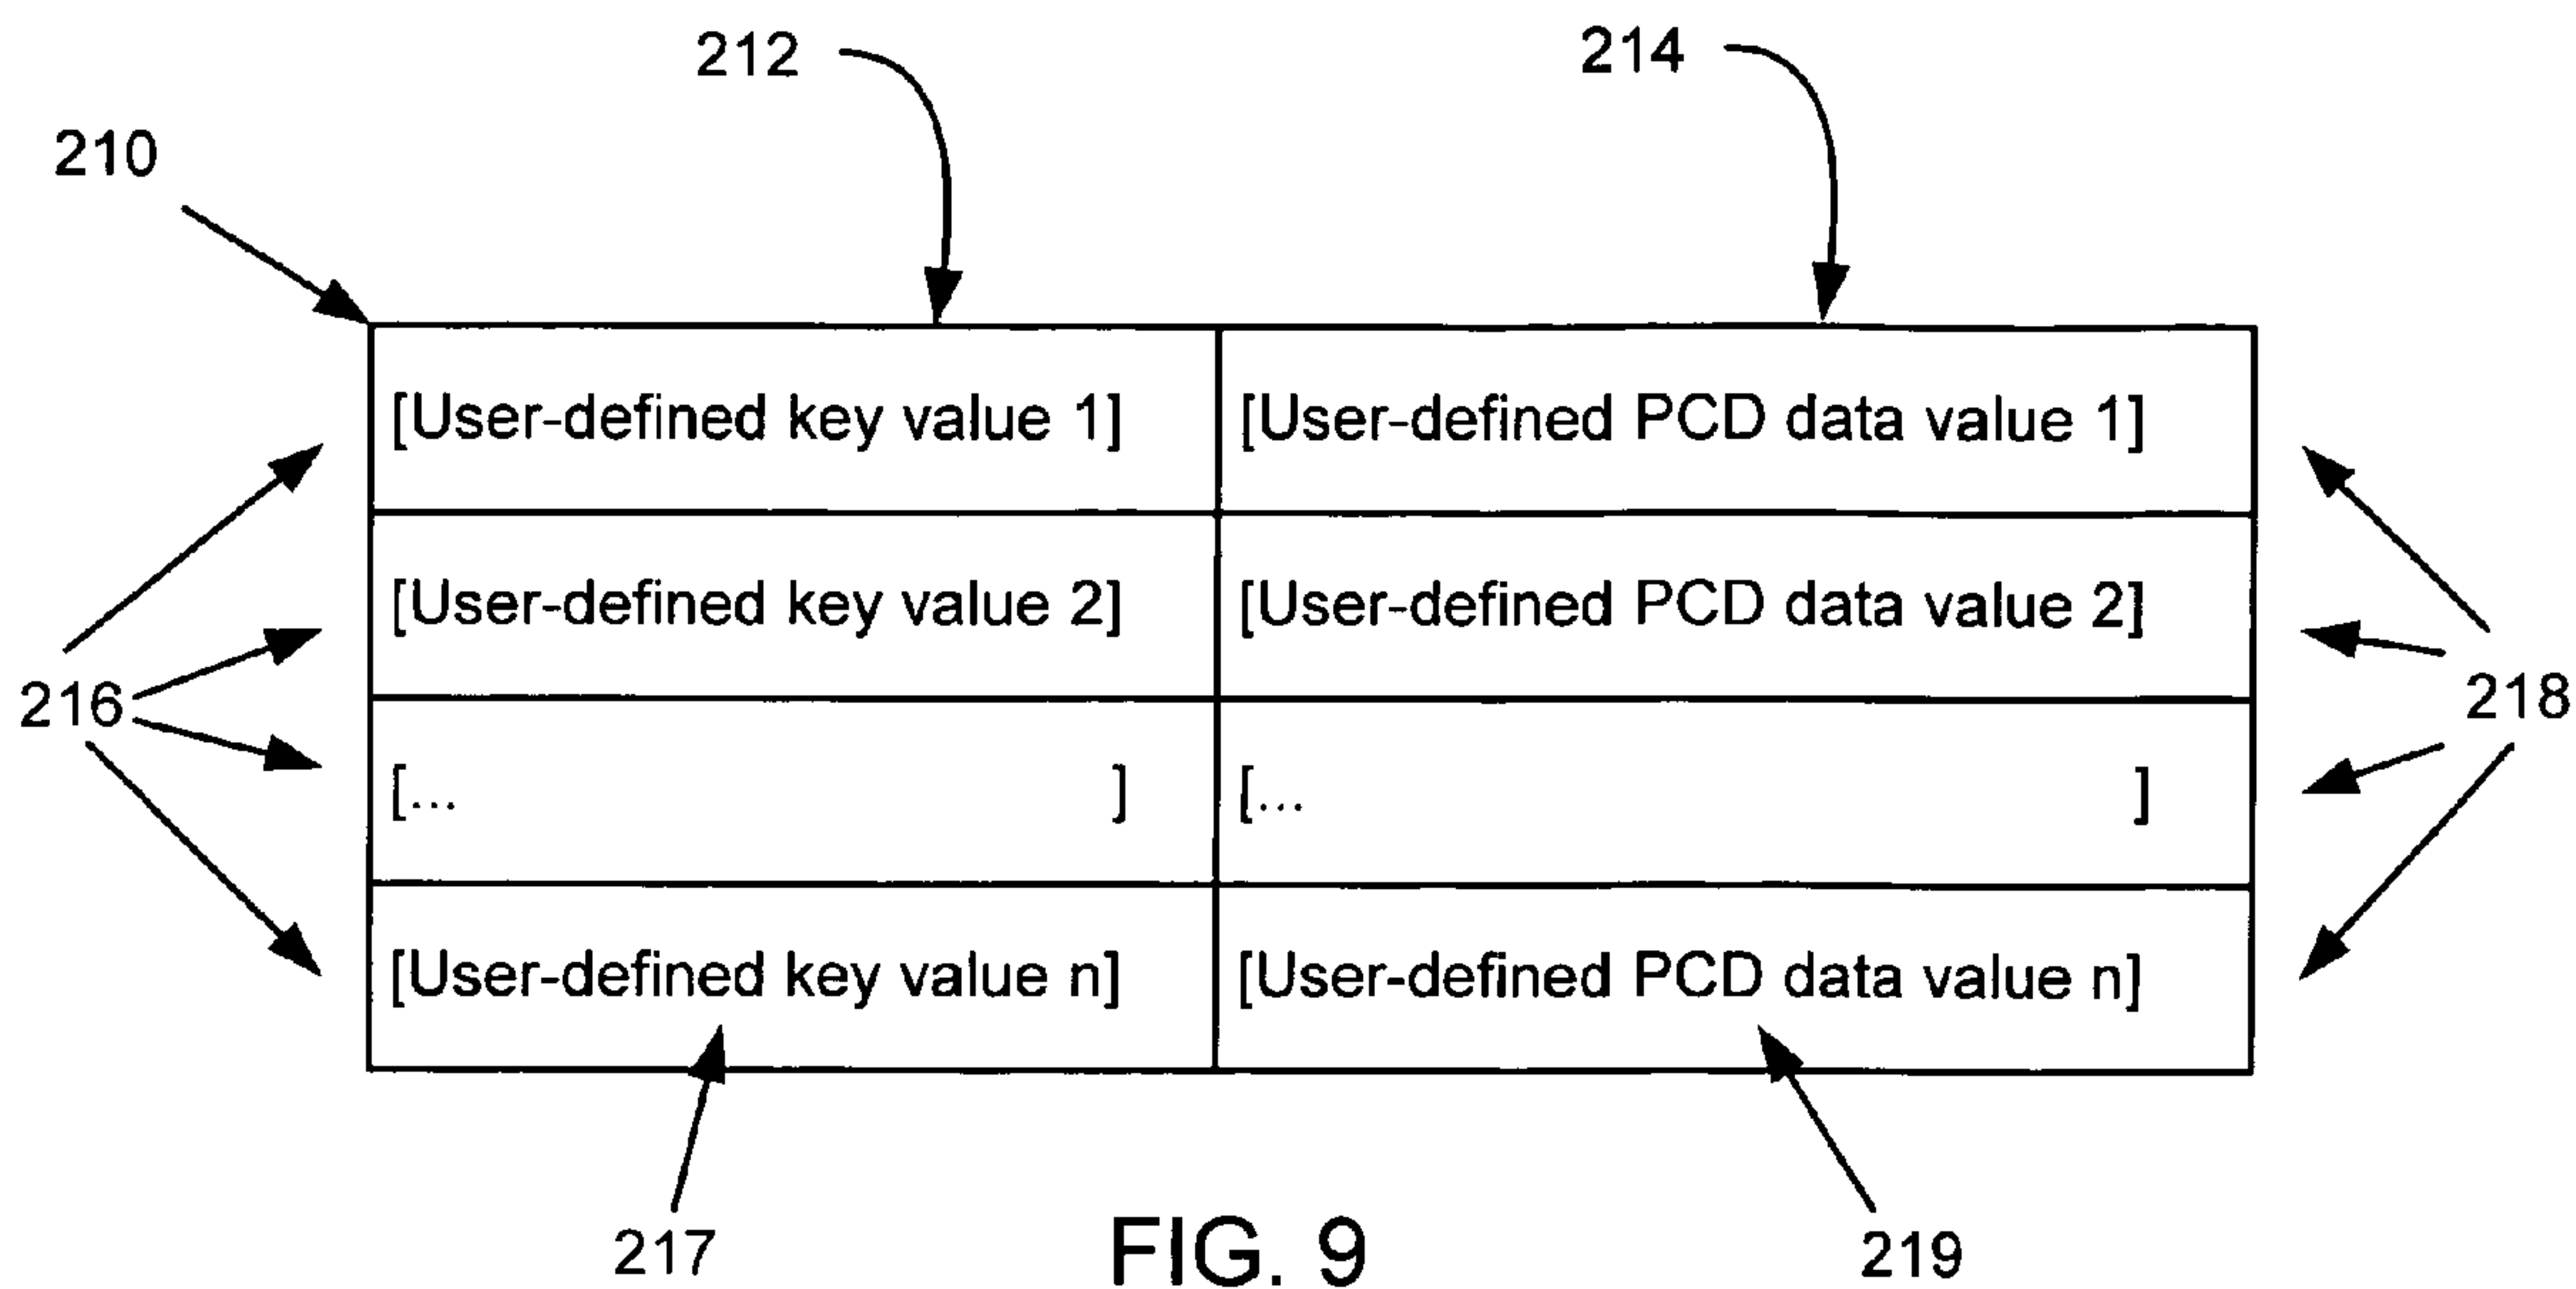 212 214
210
[User-defined key value 1] [User-defined PCD data value 1]
[User-defined key value 2] [User-defined PCD data value 2]
216 218
[... ] [... ]
[User-defined key value n] [User-defined PCD data value n]
217 FIG. 9 219